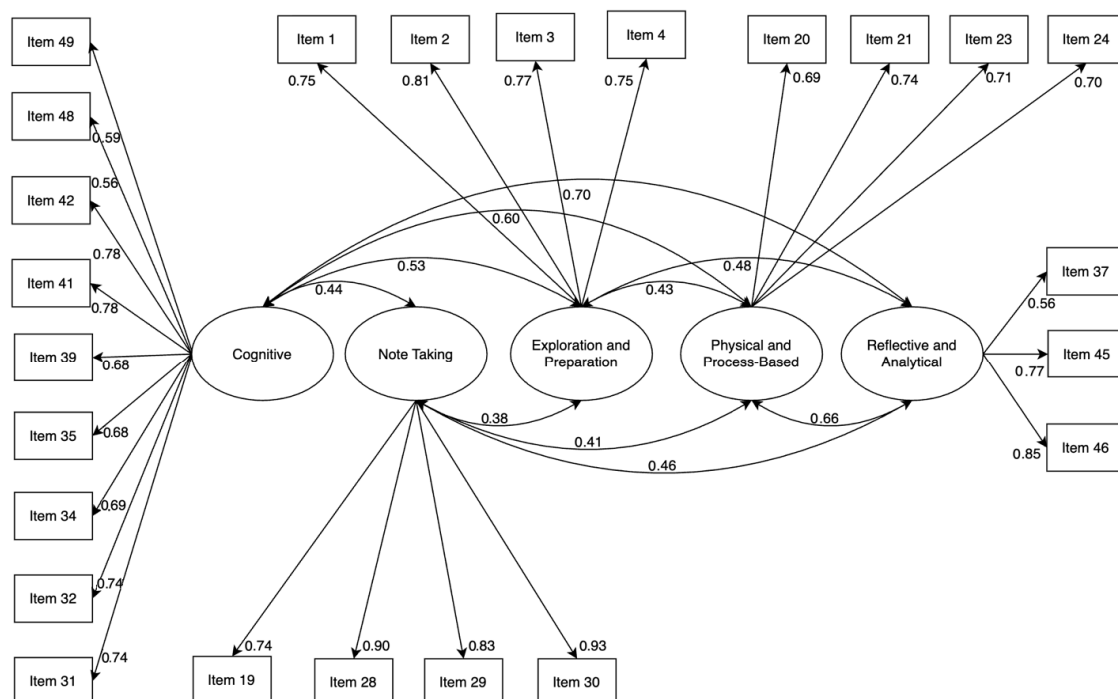 Item 49
Item 1
Item 2
Item 3
Item 4
Item 20
Item 21
Item 23
Item 24
0.75
0.81
0.77
0.75
0.69
0.74
0.71
0.70
Item 48
0.59
0.56
Item 42
0.70
0.60
0.78
0.53
0.48
Item 41
0.44
0.43
Item 37
0.78
0.56
Item 39
0.68
Cognitive
Note Taking
Exploration and
Preparation
Physical and
Process-Based
Reflective and
Analytical
Item 45
0.77
Item 35
0.68
0.38
0.41
0.66
0.46
Item 46
0.85
Item 34
0.69
Item 32
0.74
0.74
Item 31
0.74
0.90
0.83
0.93
Item 19
Item 28
Item 29
Item 30